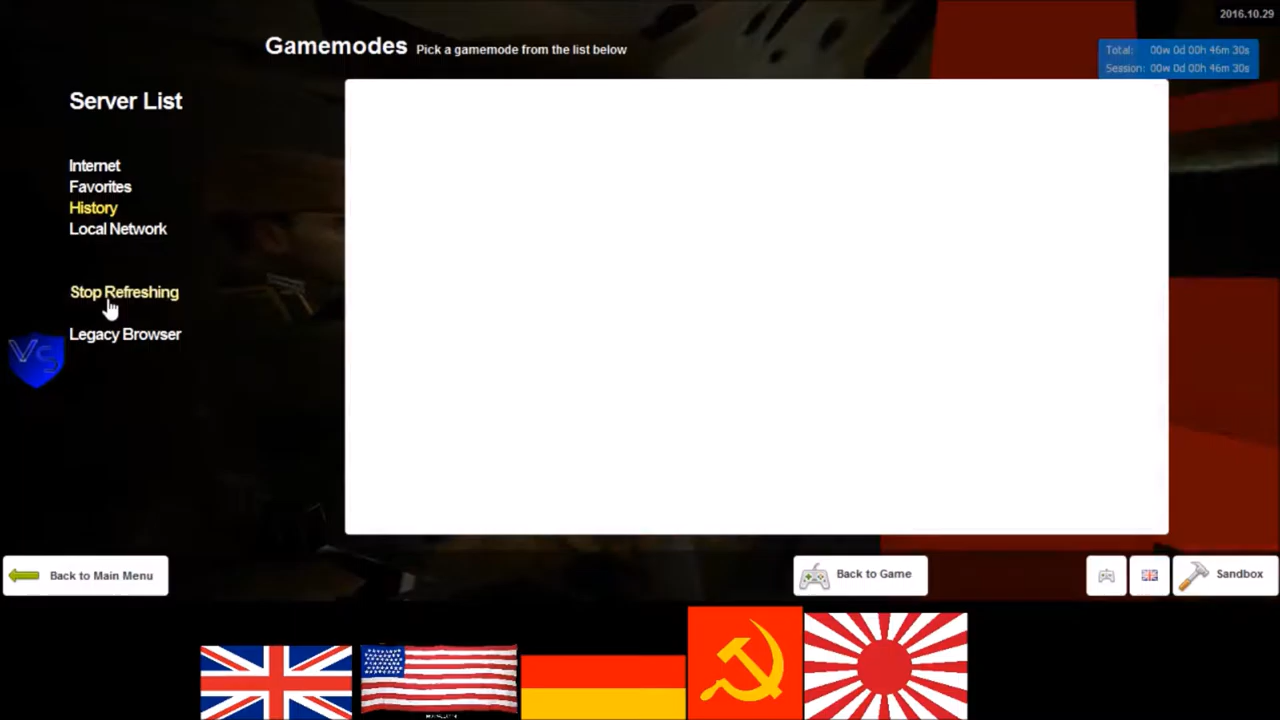 2016.10.29
Gamemodes Pick a gamemode from the list below
Total: 00w 0d 00h 46m 30s
Session: 00w 0d 00h 46m 30s
Server List
Internet
Favorites
History
Local Network
Stop Refreshing
Legacy Browser
VS
Back to Main Menu
Back to Game
Sandbox